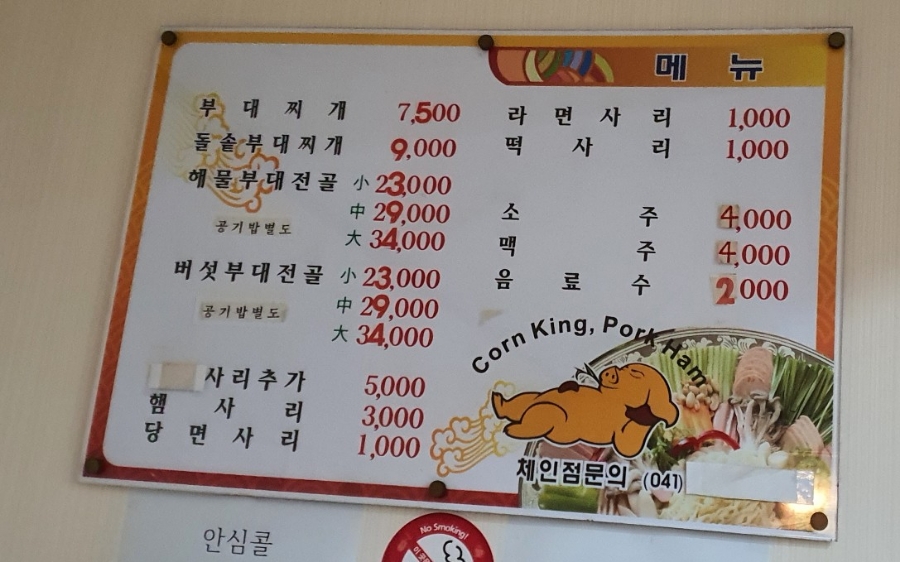 메뉴
부대찌개 7,500
돌솥부대찌개 9,000
해물부대전골 小 23,000
中 29,000
공기밥별도
大 34,000
버섯부대전골 小 23,000
中 29,000
공기밥별도
大 34,000
사리추가 5,000
햄사리 3,000
당면사리 1,000
라면사리 1,000
떡사리 1,000
소주 4,000
맥주 4,000
음료수 2,000
Corn King, Pork Ham
체인점문의 (041)
안심콜
No Smoking!